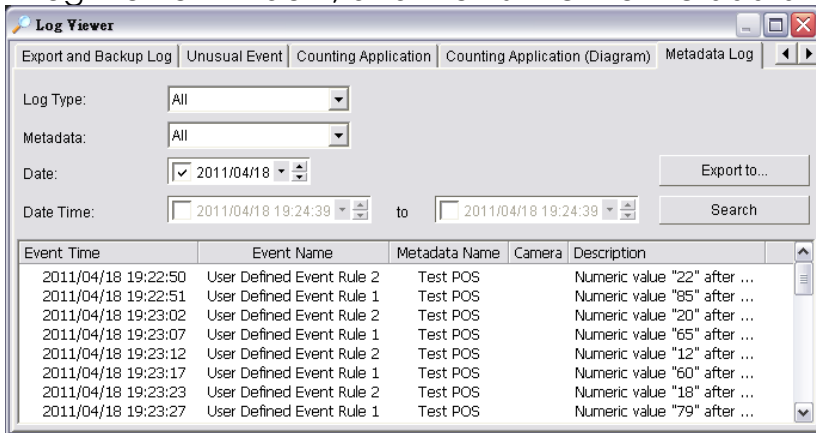 Log Viewer
Export and Backup Log Unusual Event Counting Application Counting Application (Diagram) Metadata Log
Log Type: All
Metadata: All
Date: 2011/04/18 Export to...
Date Time: 2011/04/18 19:24:39 to 2011/04/18 19:24:39 Search
Event Time Event Name Metadata Name Camera Description
2011/04/18 19:22:50 User Defined Event Rule 2 Test POS Numeric value "22" after ...
2011/04/18 19:22:51 User Defined Event Rule 1 Test POS Numeric value "85" after ...
2011/04/18 19:23:02 User Defined Event Rule 2 Test POS Numeric value "20" after ...
2011/04/18 19:23:07 User Defined Event Rule 1 Test POS Numeric value "65" after ...
2011/04/18 19:23:12 User Defined Event Rule 2 Test POS Numeric value "12" after ...
2011/04/18 19:23:17 User Defined Event Rule 1 Test POS Numeric value "60" after ...
2011/04/18 19:23:23 User Defined Event Rule 2 Test POS Numeric value "18" after ...
2011/04/18 19:23:27 User Defined Event Rule 1 Test POS Numeric value "79" after ...